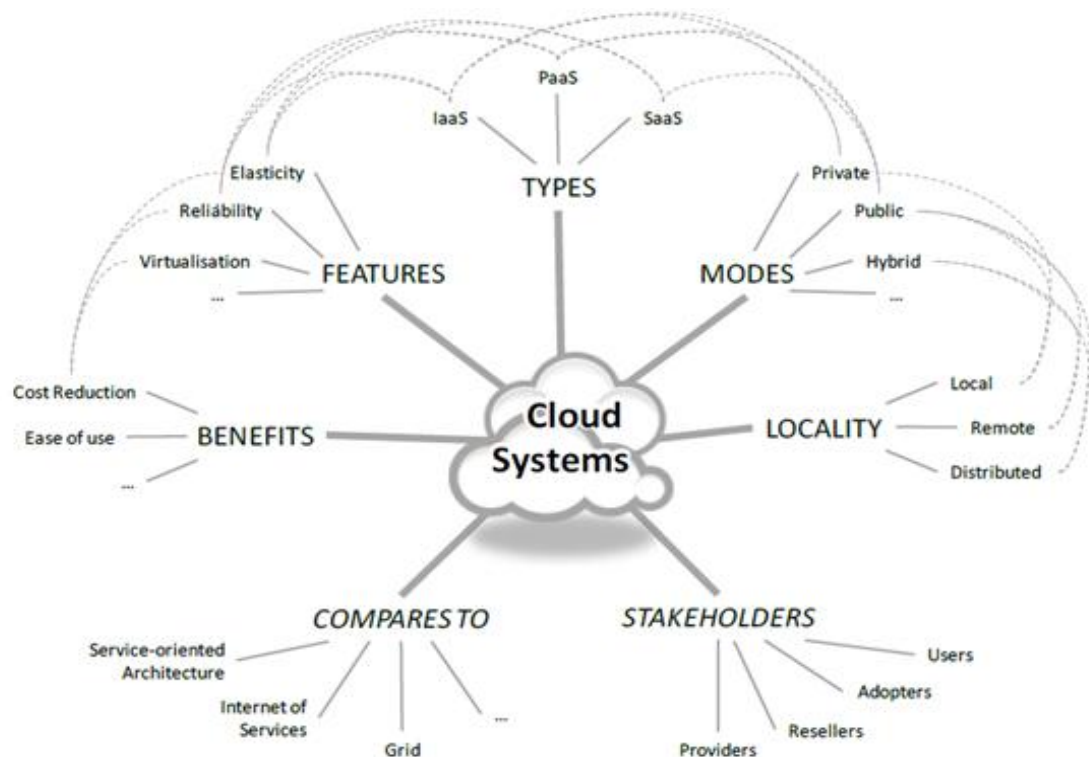 PaaS
IaaS
SaaS
TYPES
Elasticity
Reliability
Virtualisation
...
FEATURES
Private
Public
Hybrid
...
MODES
Cost Reduction
Ease of use
...
BENEFITS
Cloud
Systems
LOCALITY
Local
Remote
Distributed
COMPARES TO
Service-oriented
Architecture
Internet of
Services
Grid
...
STAKEHOLDERS
Users
Adopters
Resellers
Providers